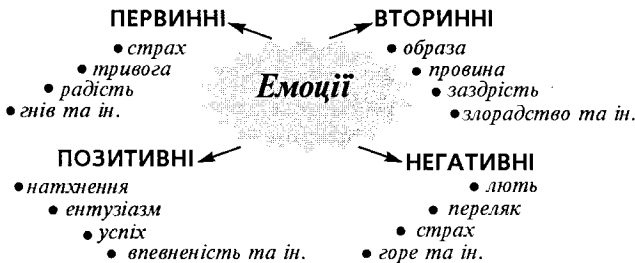 ПЕРВИННІ
• страх
• тривога
• радість
• гнів та ін.
ВТОРИННІ
• образа
• провина
• заздрість
• злорадство та ін.
Емоції
ПОЗИТИВНІ
• натхнення
• ентузіазм
• успіх
• впевненість та ін.
НЕГАТИВНІ
• лють
• переляк
• страх
• горе та ін.